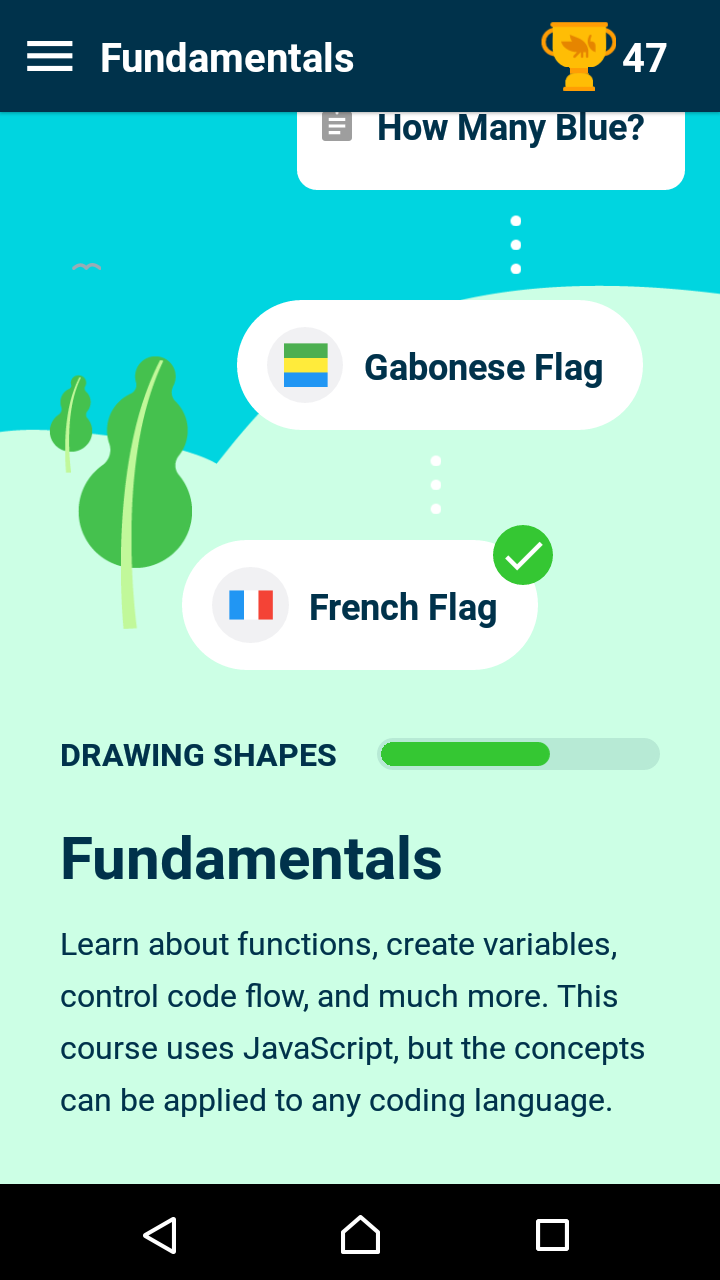 Fundamentals
47
How Many Blue?
Gabonese Flag
French Flag
DRAWING SHAPES
Fundamentals
Learn about functions, create variables,
control code flow, and much more. This
course uses JavaScript, but the concepts
can be applied to any coding language.